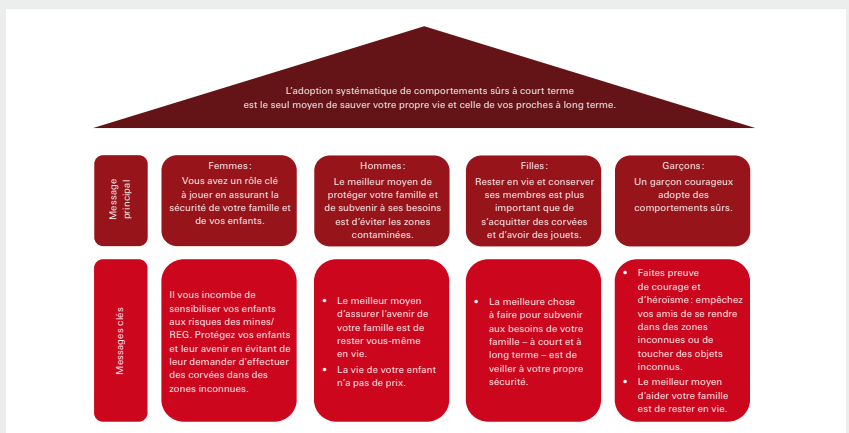 L'adoption systématique de comportements sûrs à court terme
est le seul moyen de sauver votre propre vie et celle de vos proches à long terme.
Message
principal
Femmes :
Vous avez un rôle clé
à jouer en assurant la
sécurité de votre famille et
de vos enfants.
Hommes :
Le meilleur moyen de
protéger votre famille et
de subvenir à ses besoins
est d'éviter les zones
contaminées.
Filles :
Rester en vie et conserver
ses membres est plus
important que de
s'acquitter des corvées
et d'avoir des jouets.
Garçons :
Un garçon courageux
adopte des
comportements sûrs.
Messages clés
Il vous incombe de
sensibiliser vos enfants
aux risques des mines/
REG. Protégez vos enfants
et leur avenir en évitant de
leur demander d'effectuer
des corvées dans des
zones inconnues.
• Le meilleur moyen
d'assurer l'avenir de
votre famille est de
rester vous-même
en vie.
• La vie de votre enfant
n'a pas de prix.
• La meilleure chose
à faire pour subvenir
aux besoins de votre
famille – à court et à
long terme – est de
veiller à votre propre
sécurité.
• Faites preuve
de courage et
d'héroïsme : empêchez
vos amis de se rendre
dans des zones
inconnues ou de
toucher des objets
inconnus.
• Le meilleur moyen
d'aider votre famille
est de rester en vie.